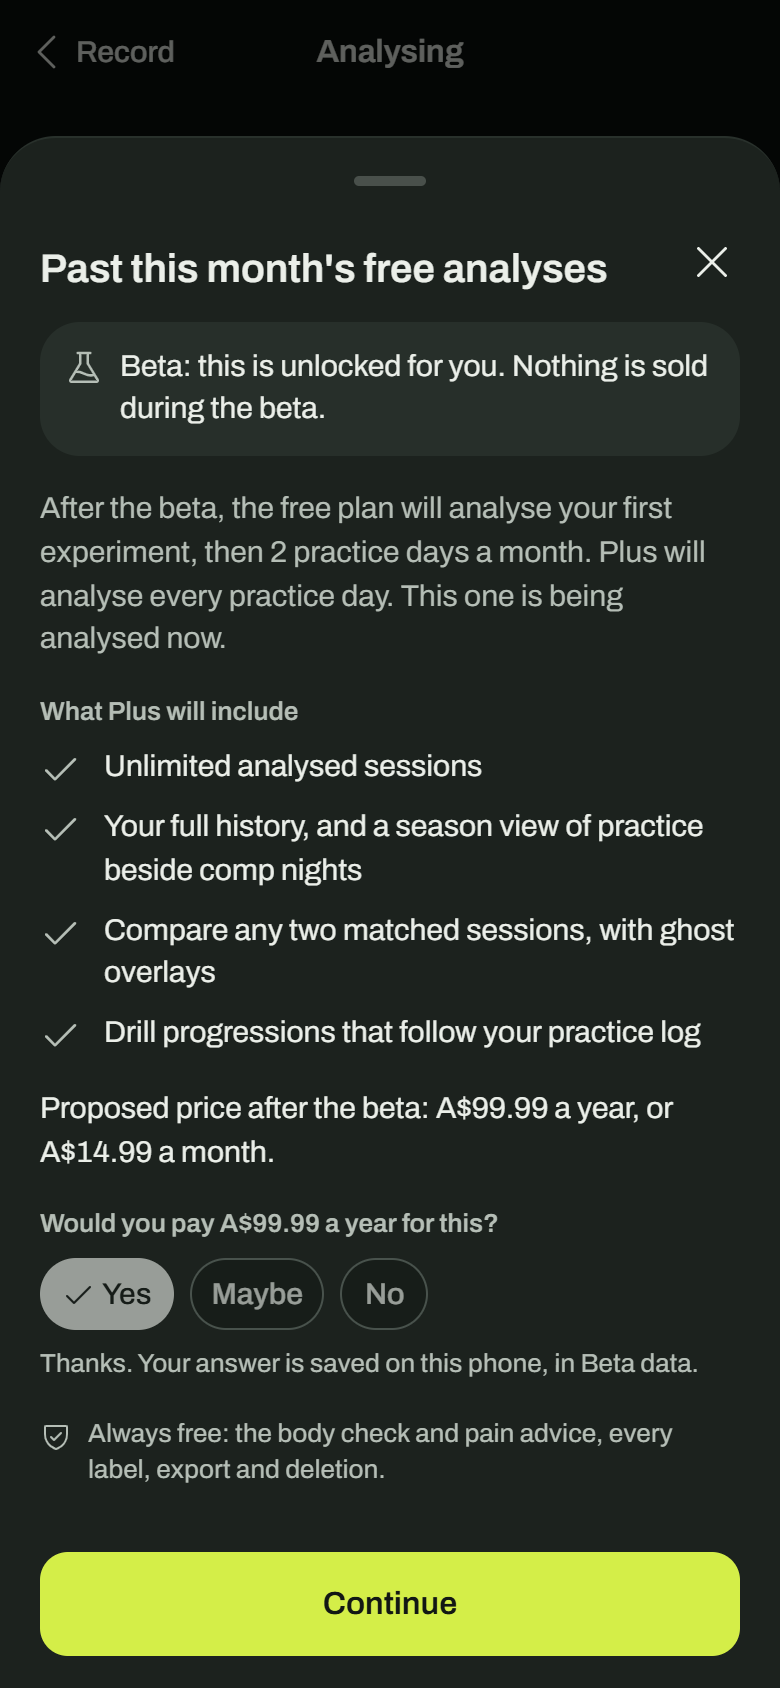 Record
Analysing
Past this month's free analyses
Beta: this is unlocked for you. Nothing is sold
during the beta.
After the beta, the free plan will analyse your first
experiment, then 2 practice days a month. Plus will
analyse every practice day. This one is being
analysed now.
What Plus will include
Unlimited analysed sessions
Your full history, and a season view of practice
beside comp nights
Compare any two matched sessions, with ghost
overlays
Drill progressions that follow your practice log
Proposed price after the beta: A$99.99 a year, or
A$14.99 a month.
Would you pay A$99.99 a year for this?
Yes
Maybe
No
Thanks. Your answer is saved on this phone, in Beta data.
Always free: the body check and pain advice, every
label, export and deletion.
Continue